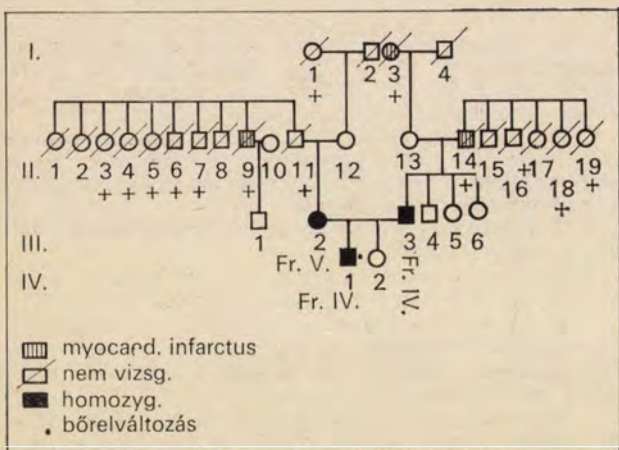 I.
1 2 3 4
+ +
II. 1 2 3 4 5 6 7 8 9 10 11 12 13 14 15 16 17 18 19
+ + + + + + + + + + +
III. 1 2 3 4 5 6
Fr. V. Fr. IV.
IV. 1 2
Fr. IV.
myocard. infarctus
nem vizsg.
homozyg.
. bőrelváltozás